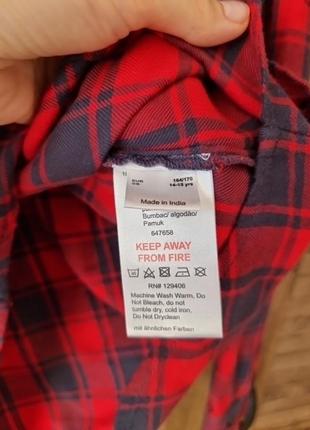 164/170
14-15 yrs
Made in India
Bumbac/ algodão/
Pamuk
647658
KEEP AWAY
FROM FIRE
RN# 129406
Machine Wash Warm, Do
Not Bleach, do not
tumble dry, cold iron,
Do Not Dryclean
mit ähnlichen Farben